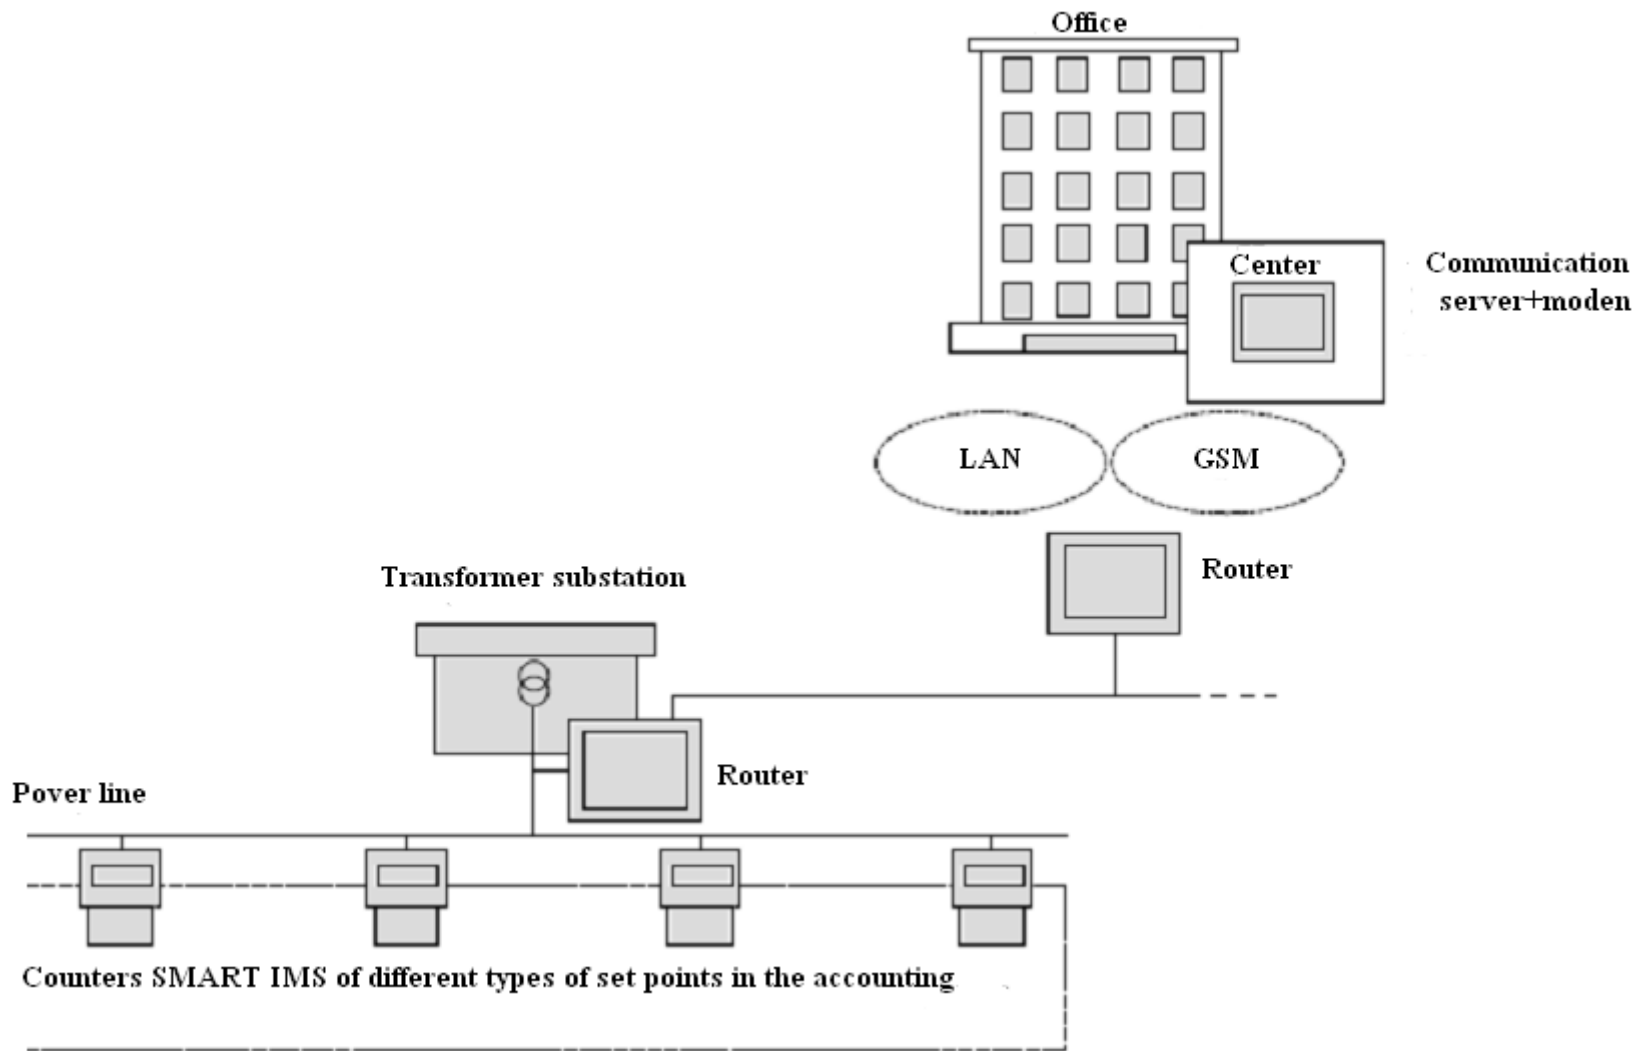 Office
Center
Communication
server+moden
LAN
GSM
Router
Transformer substation
Router
Pover line
Counters SMART IMS of different types of set points in the accounting